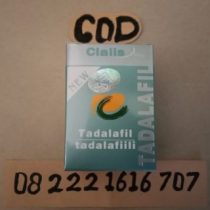 COD
Cialis
NEW
TADALAFIL
Tadalafil
tadalafiili
08 222 1616 707